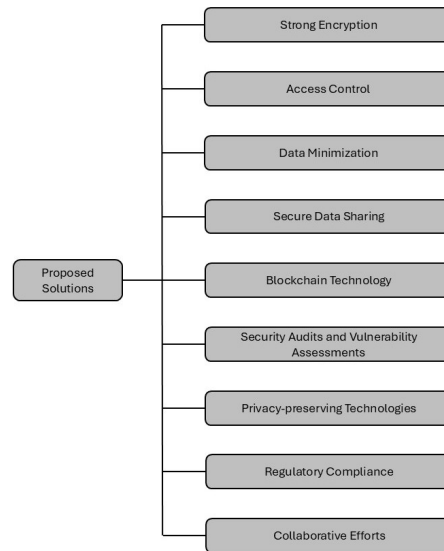 Strong Encryption
Access Control
Data Minimization
Secure Data Sharing
Proposed
Solutions
Blockchain Technology
Security Audits and Vulnerability
Assessments
Privacy-preserving Technologies
Regulatory Compliance
Collaborative Efforts